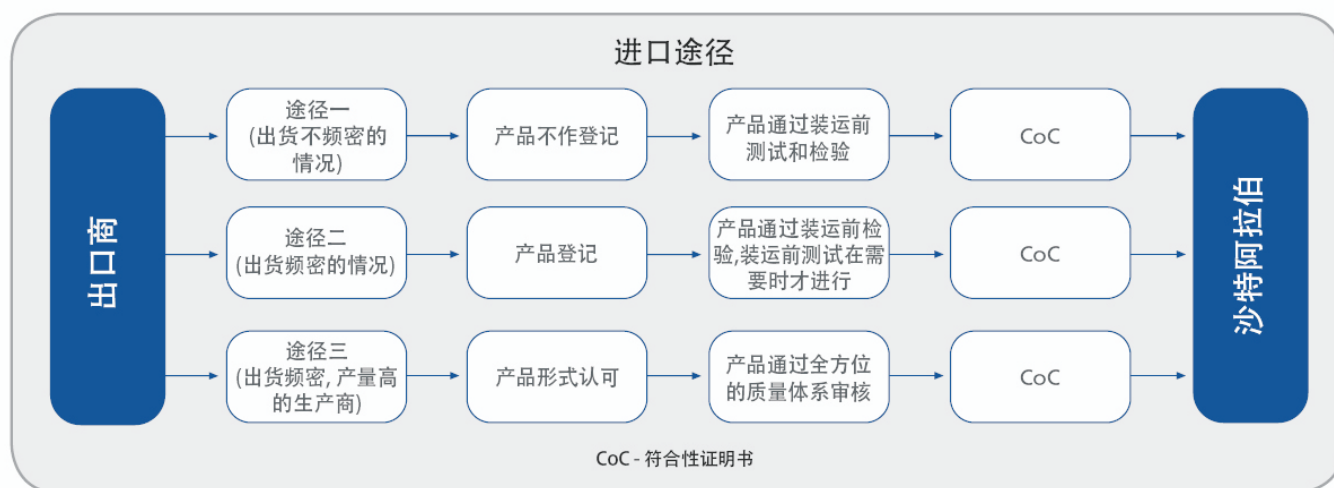 进口途径
出口商
途径一
(出货不频密的
情况)
产品不作登记
产品通过装运前
测试和检验
CoC
途径二
(出货频密的情况)
产品登记
产品通过装运前检
验,装运前测试在需
要时才进行
CoC
途径三
(出货频密, 产量高
的生产商)
产品形式认可
产品通过全方位
的质量体系审核
CoC
沙特阿拉伯
CoC - 符合性证明书